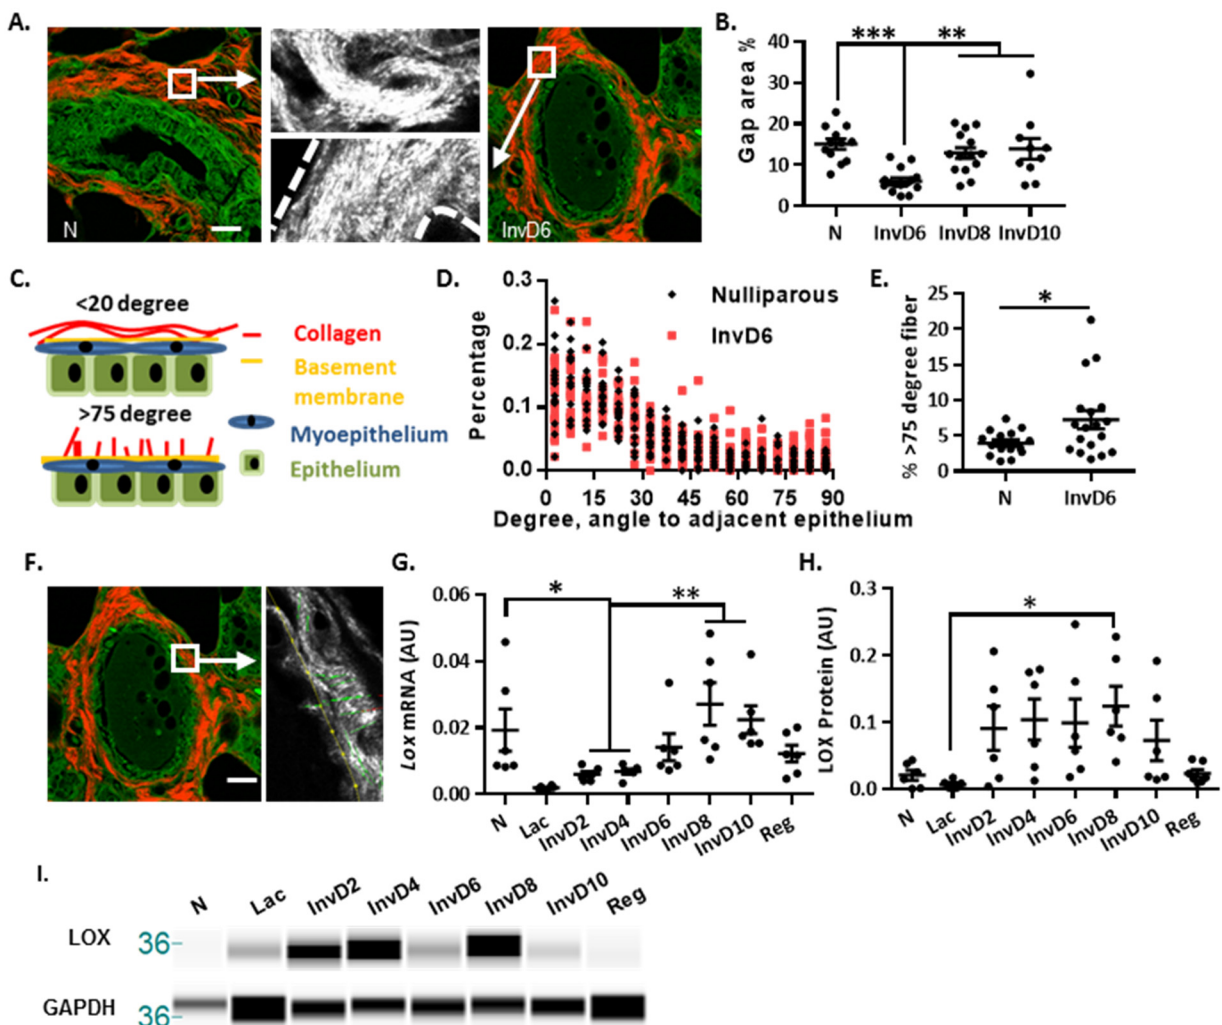 A.
N
InvD6
B.
Gap area %
40
30
20
10
0
*** **
N InvD6 InvD8 InvD10
C.
<20 degree
>75 degree
Collagen
Basement
membrane
Myoepithelium
Epithelium
D.
Percentage
0.3
0.2
0.1
0.0
Nulliparous
InvD6
0 15 30 45 60 75 90
Degree, angle to adjacent epithelium
E.
% >75 degree fiber
25
20
15
10
5
0
*
N InvD6
F.
G.
Lox mRNA (AU)
0.06
0.04
0.02
0.00
* **
N Lac InvD2 InvD4 InvD6 InvD8 InvD10 Reg
H.
LOX Protein (AU)
0.3
0.2
0.1
0.0
*
N Lac InvD2 InvD4 InvD6 InvD8 InvD10 Reg
I.
N Lac InvD2 InvD4 InvD6 InvD8 InvD10 Reg
LOX 36-
GAPDH 36-